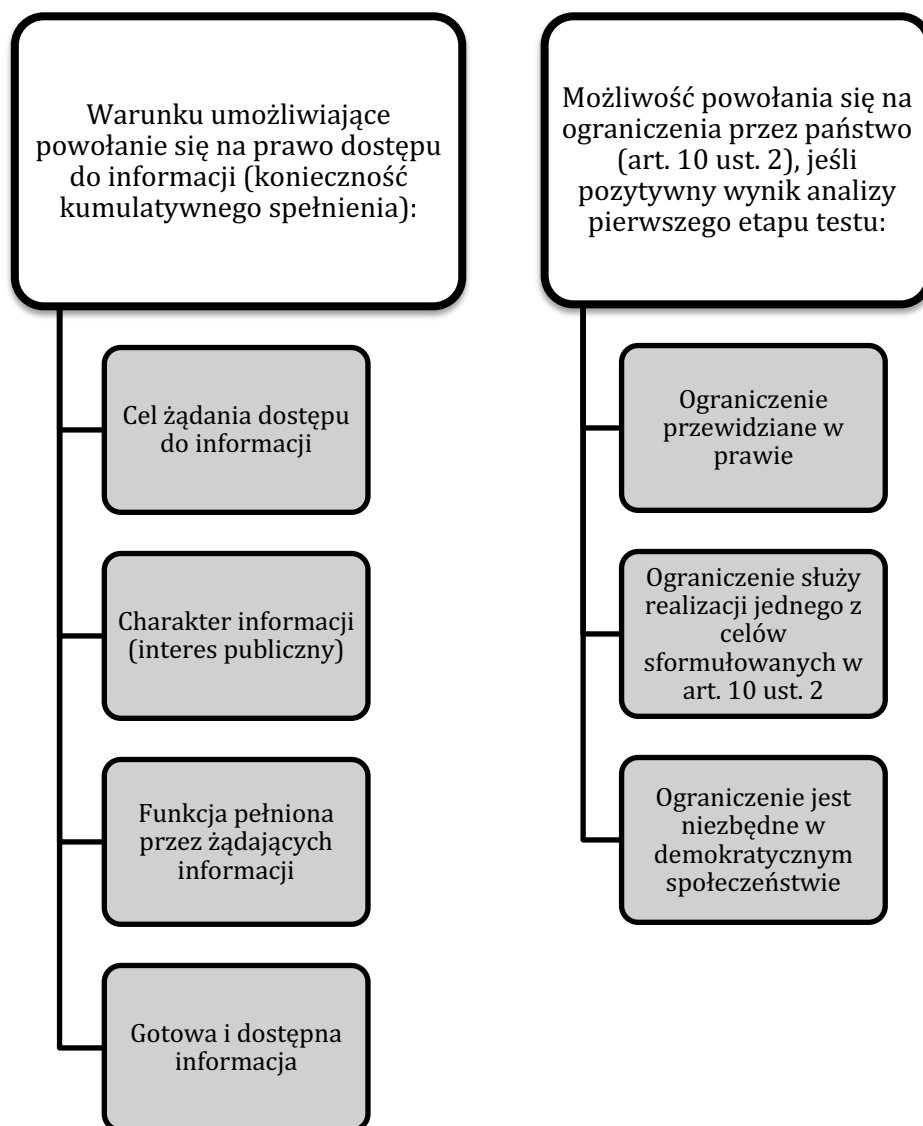 Warunku umożliwiające
powołanie się na prawo dostępu
do informacji (konieczność
kumulatywnego spełnienia):
Cel żądania dostępu
do informacji
Charakter informacji
(interes publiczny)
Funkcja pełniona
przez żądających
informacji
Gotowa i dostępna
informacja
Możliwość powołania się na
ograniczenia przez państwo
(art. 10 ust. 2), jeśli
pozytywny wynik analizy
pierwszego etapu testu:
Ograniczenie
przewidziane w
prawie
Ograniczenie służy
realizacji jednego z
celów
sformułowanych w
art. 10 ust. 2
Ograniczenie jest
niezbędne w
demokratycznym
społeczeństwie